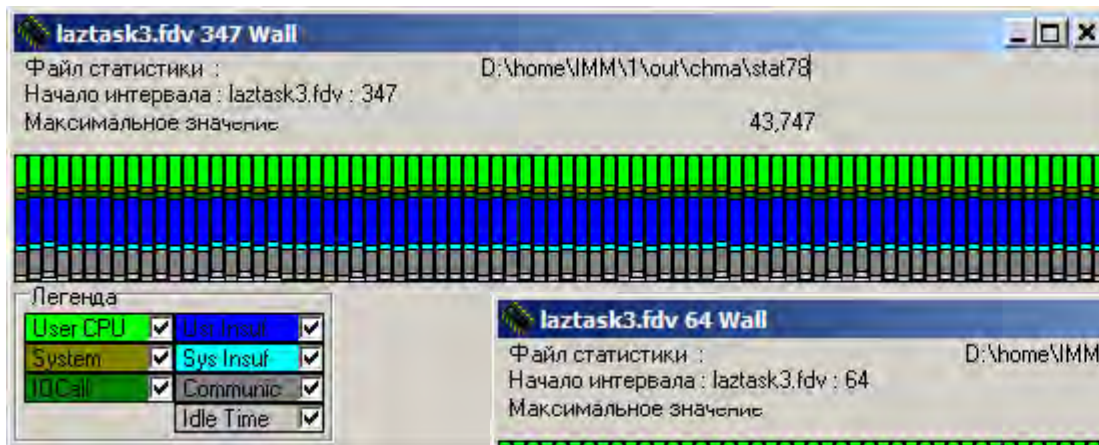 laztask3.fdv 347 Wall
Файл статистики : D:\home\IMM\1\out\chma\stat78
Начало интервала : laztask3.fdv : 347
Максимальное значение 43,747
Легенда
User CPU Usr Insuf
System Sys Insuf
IOCall Communic
Idle Time
laztask3.fdv 64 Wall
Файл статистики : D:\home\IMM
Начало интервала : laztask3.fdv : 64
Максимальное значение